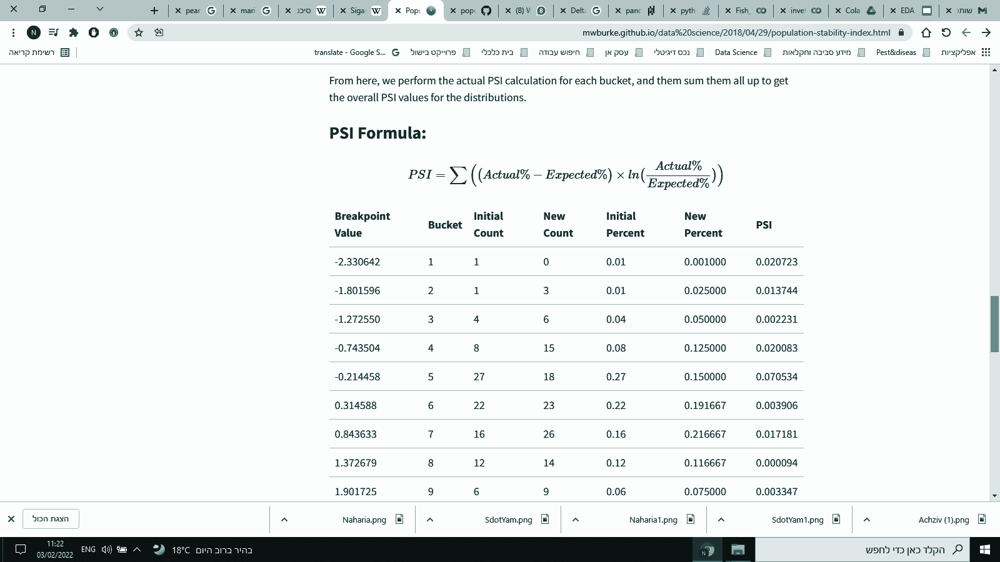 pear
mari
סיכנ
Siga
Popu
popu
(8) V
Delt
panc
pyth
Fish_
inve
Cola
EDA
שותפ
mwburke.github.io/data%20science/2018/04/29/population-stability-index.html
אפליקציות
Pest&diseas
מידע סביבה וחקלאות
Data Science
נכס דיגיטלי
עסק אן
חיפוש עבודה
בית כלכלי
פרוייקט בישול
translate - Google S...
רשימת קריאה
From here, we perform the actual PSI calculation for each bucket, and them sum them all up to get
the overall PSI values for the distributions.
PSI Formula:
PSI = ∑ ((Actual% − Expected%) × ln(Actual% / Expected%))
Breakpoint Value Bucket Initial Count New Count Initial Percent New Percent PSI
-2.330642 1 1 0 0.01 0.001000 0.020723
-1.801596 2 1 3 0.01 0.025000 0.013744
-1.272550 3 4 6 0.04 0.050000 0.002231
-0.743504 4 8 15 0.08 0.125000 0.020083
-0.214458 5 27 18 0.27 0.150000 0.070534
0.314588 6 22 23 0.22 0.191667 0.003906
0.843633 7 16 26 0.16 0.216667 0.017181
1.372679 8 12 14 0.12 0.116667 0.000094
1.901725 9 6 9 0.06 0.075000 0.003347
הצגת הכול
Naharia.png
SdotYam.png
Naharia1.png
SdotYam1.png
Achziv (1).png
11:22
03/02/2022
ENG
18°C בהיר ברוב היום
הקלד כאן כדי לחפש